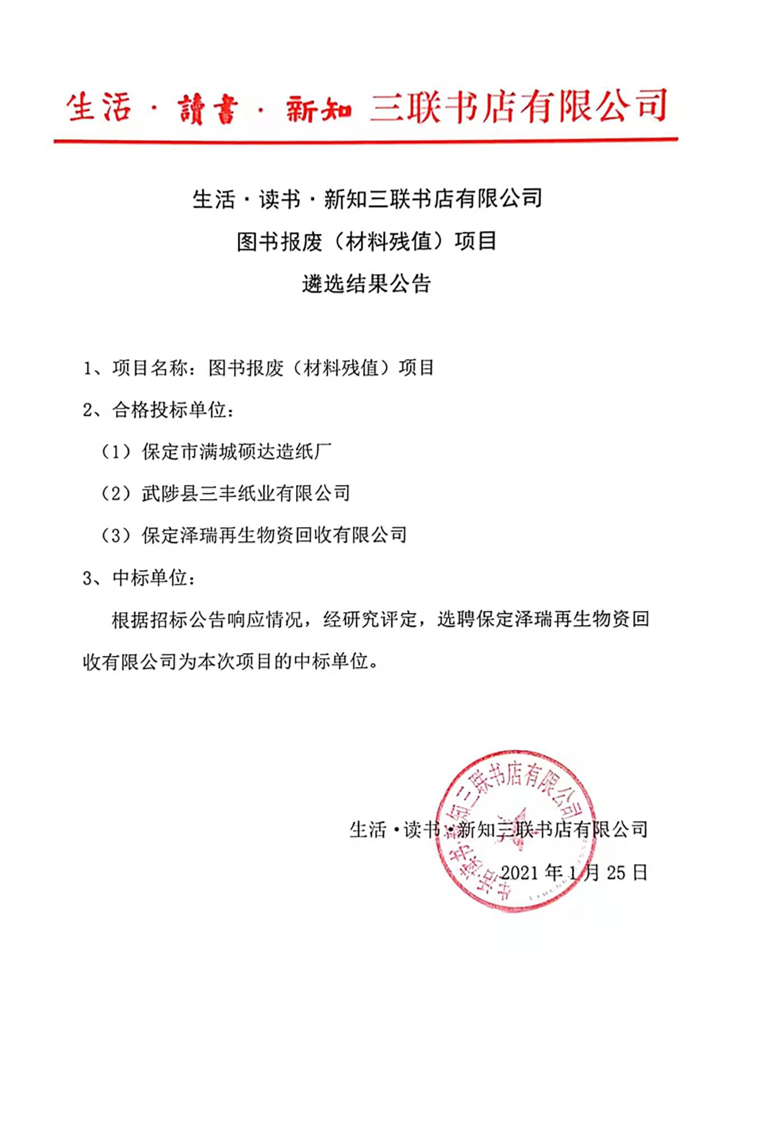 生活·讀書·新知 三联书店有限公司
生活·读书·新知三联书店有限公司
图书报废（材料残值）项目
遴选结果公告
1、项目名称：图书报废（材料残值）项目
2、合格投标单位：
（1）保定市满城硕达造纸厂
（2）武陟县三丰纸业有限公司
（3）保定泽瑞再生物资回收有限公司
3、中标单位：
根据招标公告响应情况，经研究评定，选聘保定泽瑞再生物资回
收有限公司为本次项目的中标单位。
生活·读书·新知三联书店有限公司
生活·读书·新知三联书店有限公司
2021年1月25日